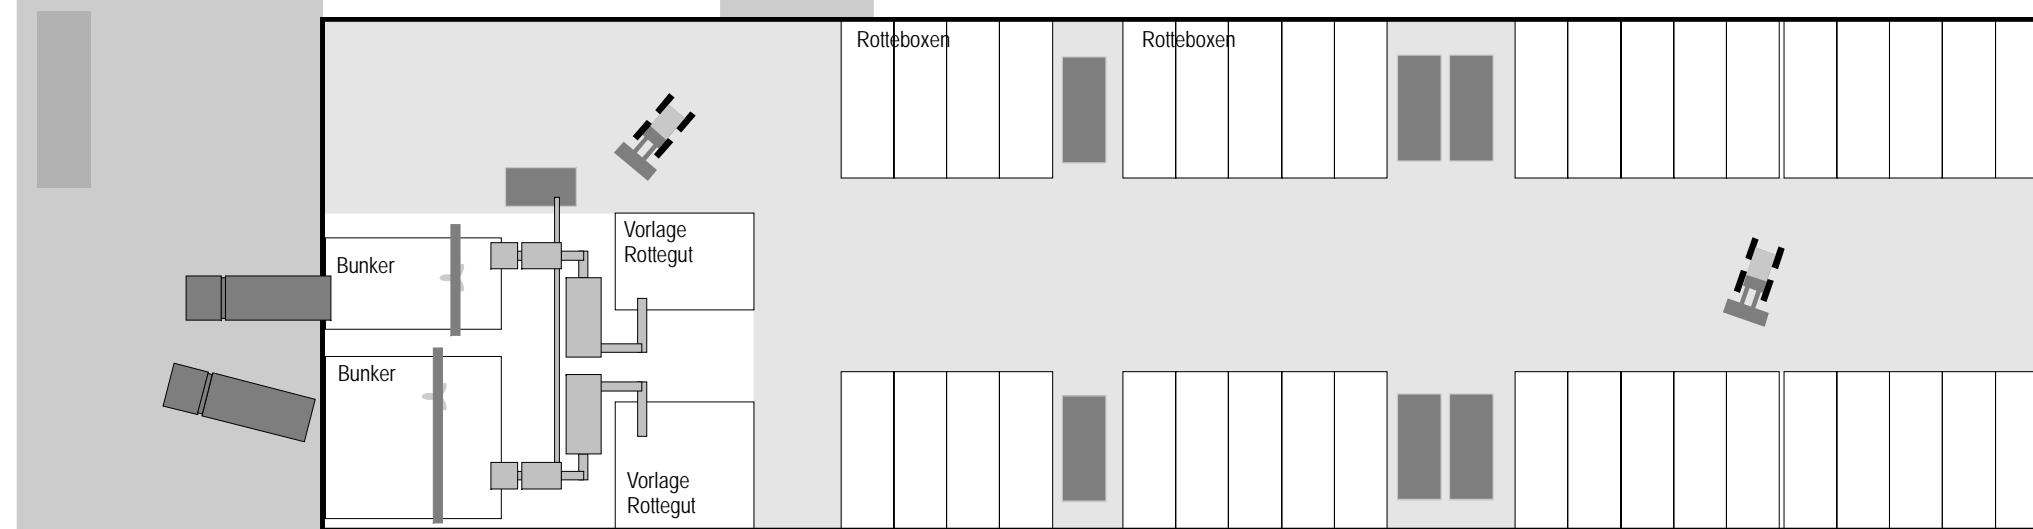 Rotteboxen
Rotteboxen
Vorlage
Rottegut
Bunker
Bunker
Vorlage
Rottegut